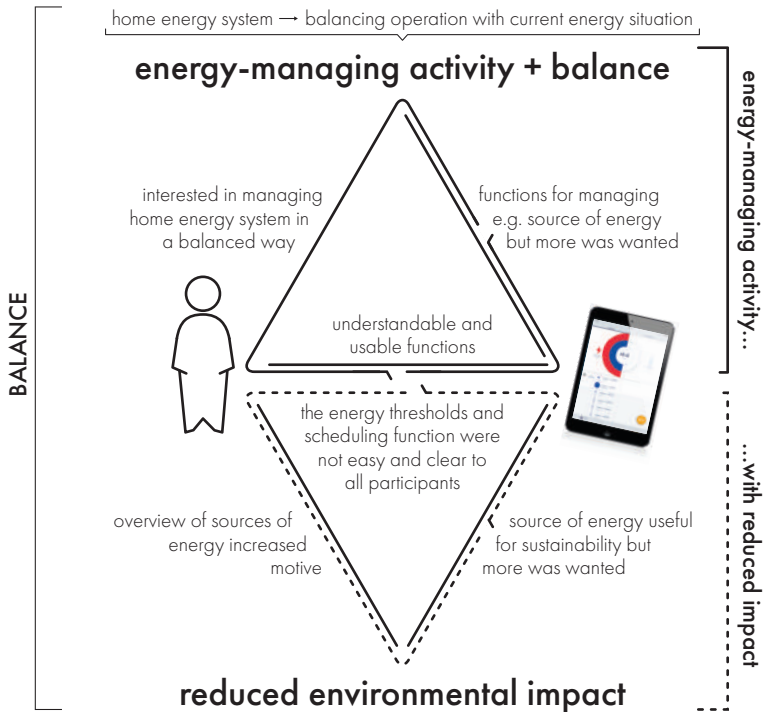 home energy system → balancing operation with current energy situation
energy-managing activity + balance
interested in managing
home energy system in
a balanced way
functions for managing
e.g. source of energy
but more was wanted
energy-managing activity...
BALANCE
understandable and
usable functions
the energy thresholds and
scheduling function were
not easy and clear to
all participants
overview of sources of
energy increased
motive
source of energy useful
for sustainability but
more was wanted
....with reduced impact
reduced environmental impact